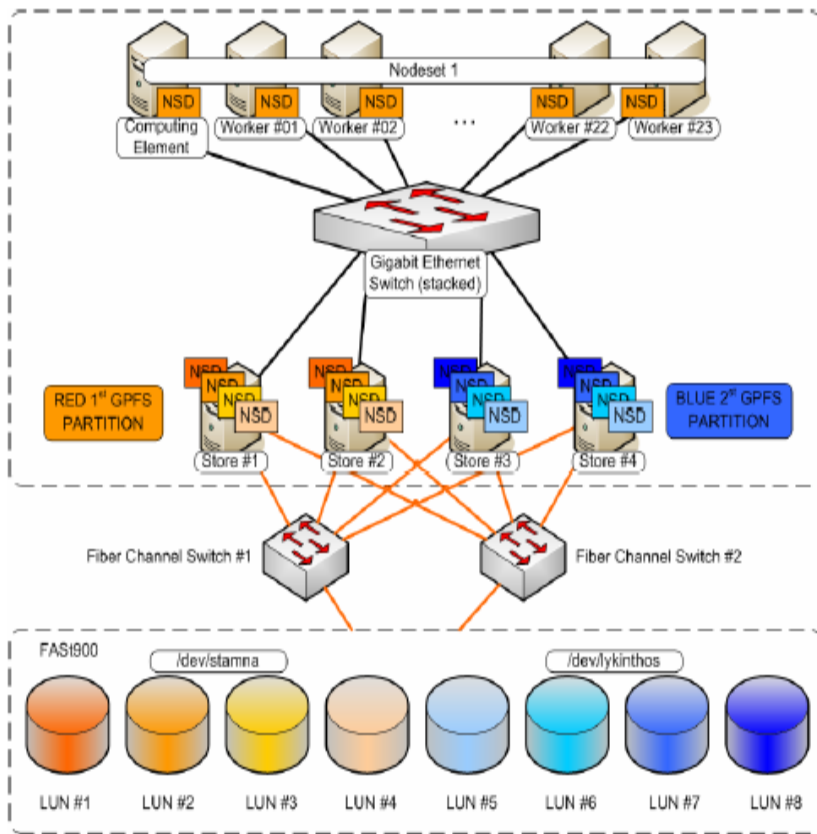 Nodeset 1
NSD NSD NSD NSD NSD
Computing
Element
Worker #01
Worker #02
...
Worker #22
Worker #23
Gigabit Ethernet
Switch (stacked)
RED 1st GPFS
PARTITION
NSD NSD NSD NSD
NSD NSD NSD NSD
NSD NSD NSD NSD
NSD NSD NSD NSD
BLUE 2st GPFS
PARTITION
Store #1
Store #2
Store #3
Store #4
Fiber Channel Switch #1
Fiber Channel Switch #2
FASt900
/dev/stamna
/dev/lykinthos
LUN #1
LUN #2
LUN #3
LUN #4
LUN #5
LUN #6
LUN #7
LUN #8